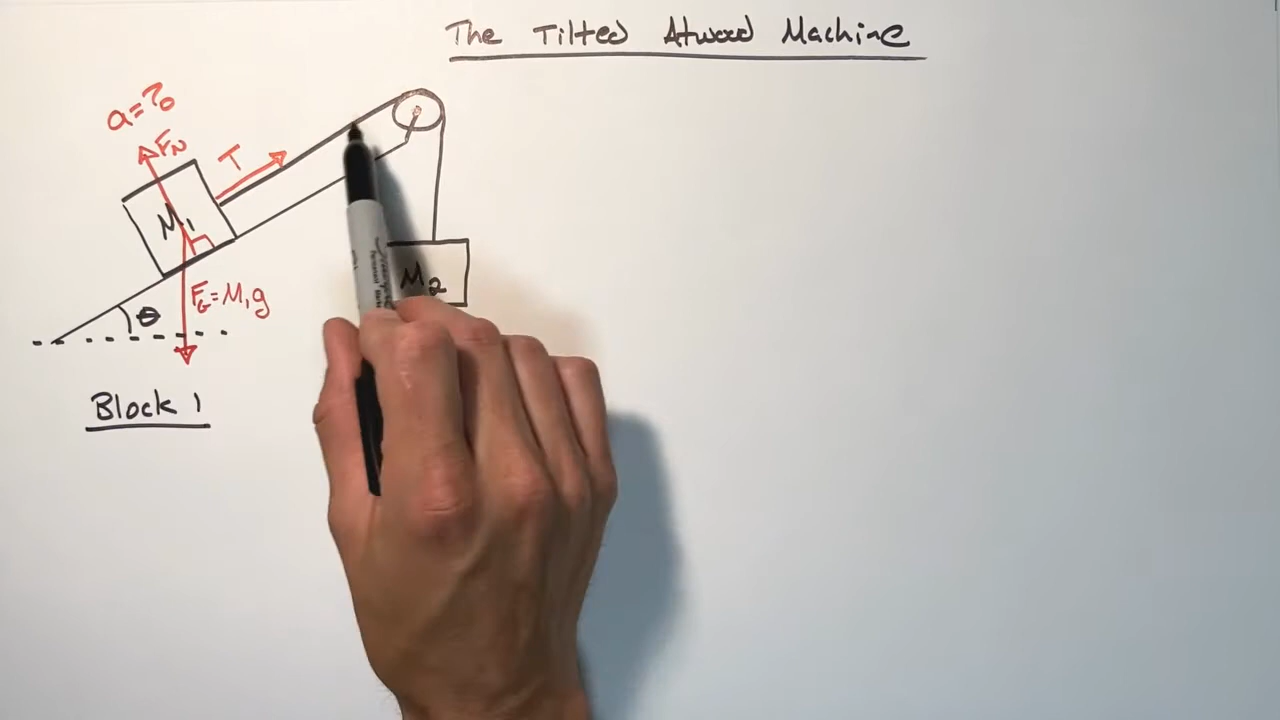 The Tilted Atwood Machine
a=?
FN
T
M1
M2
FG=M1g
θ
Block 1